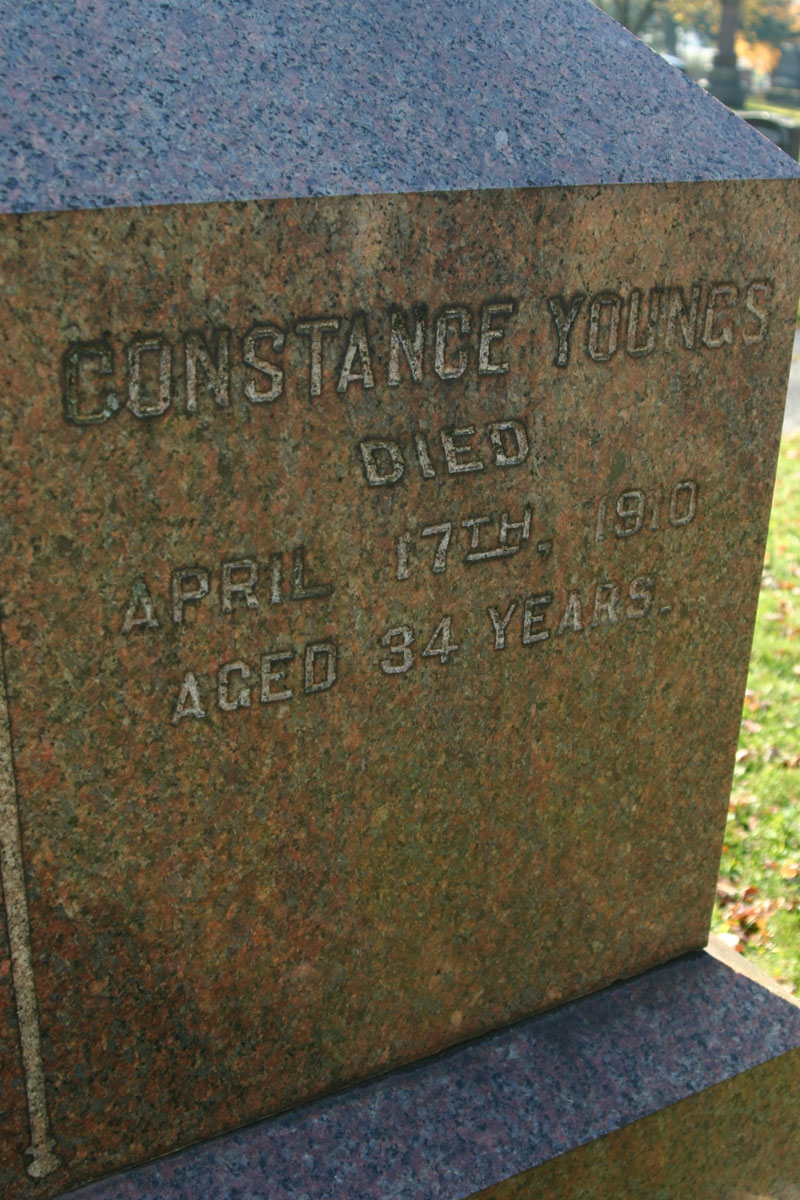 CONSTANCE YOUNGS
DIED
APRIL 17TH, 1910
AGED 34 YEARS.